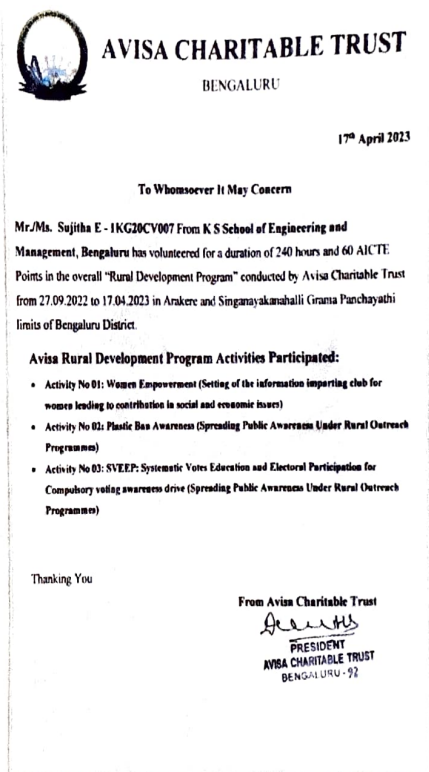 AVISA CHARITABLE TRUST
BENGALURU
17th April 2023
To Whomsoever It May Concern
Mr./Ms. Sujitha E - 1KG20CV007 From K S School of Engineering and
Management, Bengaluru has volunteered for a duration of 240 hours and 60 AICTE
Points in the overall "Rural Development Program" conducted by Avisa Charitable Trust
from 27.09.2022 to 17.04.2023 in Arakere and Singanayakanahalli Grama Panchayathi
limits of Bengaluru District.
Avisa Rural Development Program Activities Participated:
• Activity No 01: Women Empowerment (Setting of the information imparting club for
women leading to contribution in social and economic issues)
• Activity No 02: Plastic Ban Awareness (Spreading Public Awareness Under Rural Outreach
Programmes)
• Activity No 03: SVEEP: Systematic Votes Education and Electoral Participation for
Compulsory voting awareness drive (Spreading Public Awareness Under Rural Outreach
Programmes)
Thanking You
From Avisa Charitable Trust
PRESIDENT
AVISA CHARITABLE TRUST
BENGALURU - 92